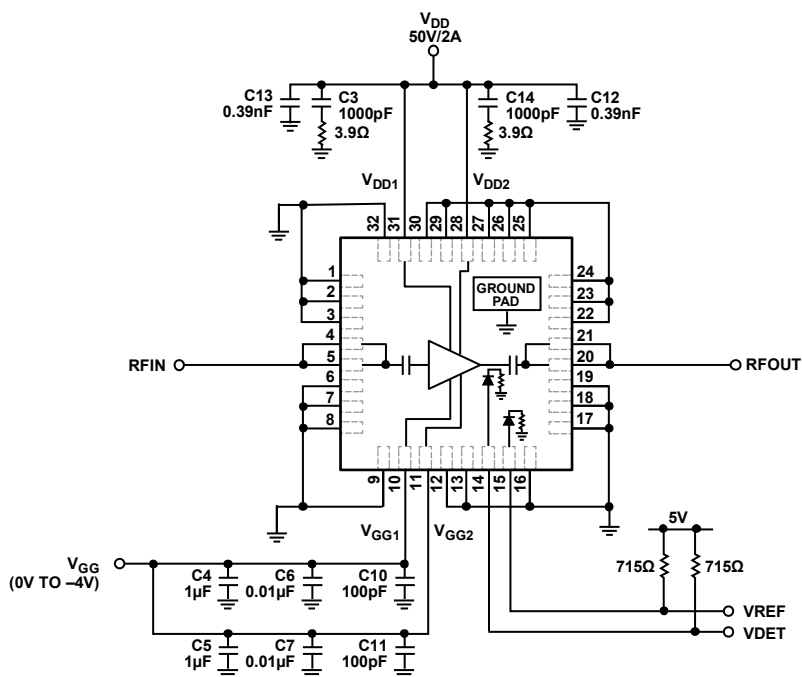 VDD
50V/2A
C13
0.39nF
C3
1000pF
3.9Ω
C14
1000pF
3.9Ω
C12
0.39nF
VDD1
VDD2
32
31
30
29
28
27
26
25
1
2
3
4
5
6
7
8
24
23
22
21
20
19
18
17
GROUND
PAD
RFIN
RFOUT
9
10
11
12
13
14
15
16
VGG1
VGG2
VGG
(0V TO –4V)
C4
1µF
C6
0.01µF
C10
100pF
C5
1µF
C7
0.01µF
C11
100pF
5V
715Ω
715Ω
VREF
VDET